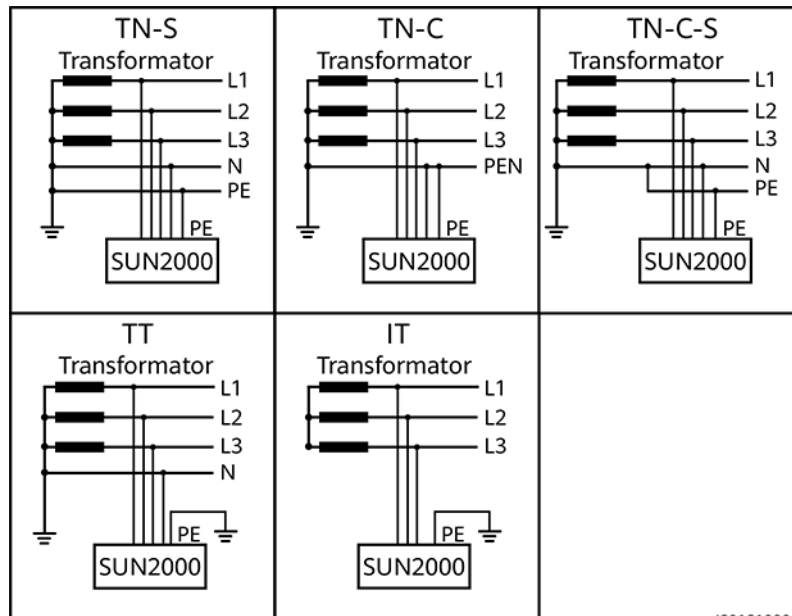 TN-S
Transformator
L1
L2
L3
N
PE
PE
SUN2000
TN-C
Transformator
L1
L2
L3
PEN
PE
SUN2000
TN-C-S
Transformator
L1
L2
L3
N
PE
PE
SUN2000
TT
Transformator
L1
L2
L3
N
PE
SUN2000
IT
Transformator
L1
L2
L3
PE
SUN2000